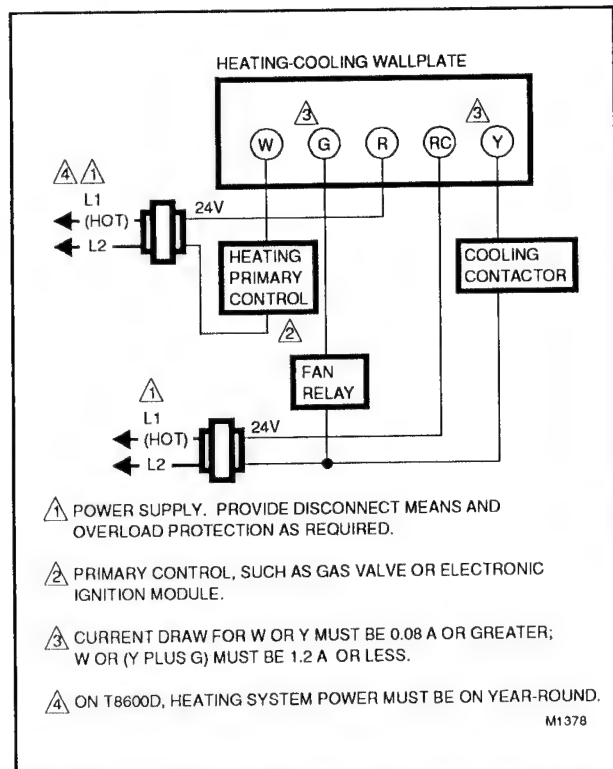 HEATING-COOLING WALLPLATE
3
3
W
G
R
RC
Y
4 1
L1
(HOT)
L2
24V
HEATING
PRIMARY
CONTROL
2
COOLING
CONTACTOR
FAN
RELAY
1
L1
(HOT)
L2
24V
1 POWER SUPPLY. PROVIDE DISCONNECT MEANS AND
OVERLOAD PROTECTION AS REQUIRED.
2 PRIMARY CONTROL, SUCH AS GAS VALVE OR ELECTRONIC
IGNITION MODULE.
3 CURRENT DRAW FOR W OR Y MUST BE 0.08 A OR GREATER;
W OR (Y PLUS G) MUST BE 1.2 A OR LESS.
4 ON T8600D, HEATING SYSTEM POWER MUST BE ON YEAR-ROUND.
M1378